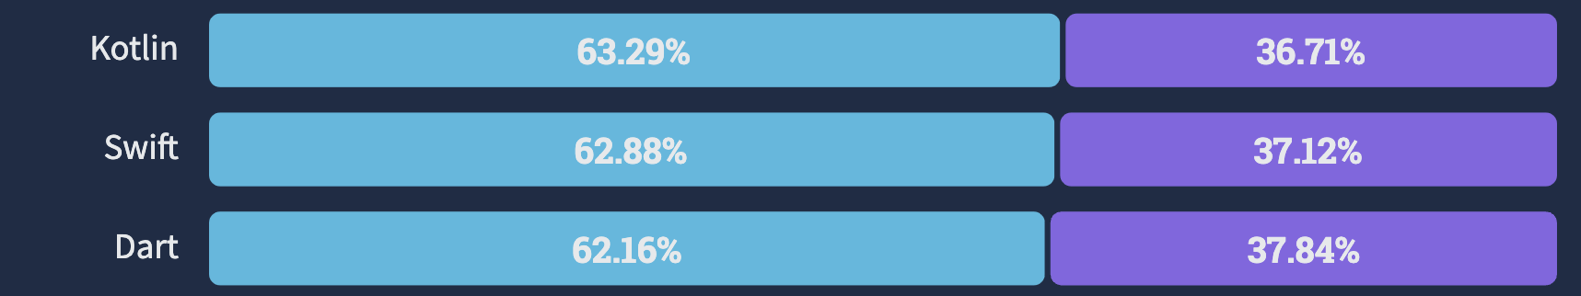 Kotlin 63.29% 36.71%
Swift 62.88% 37.12%
Dart 62.16% 37.84%